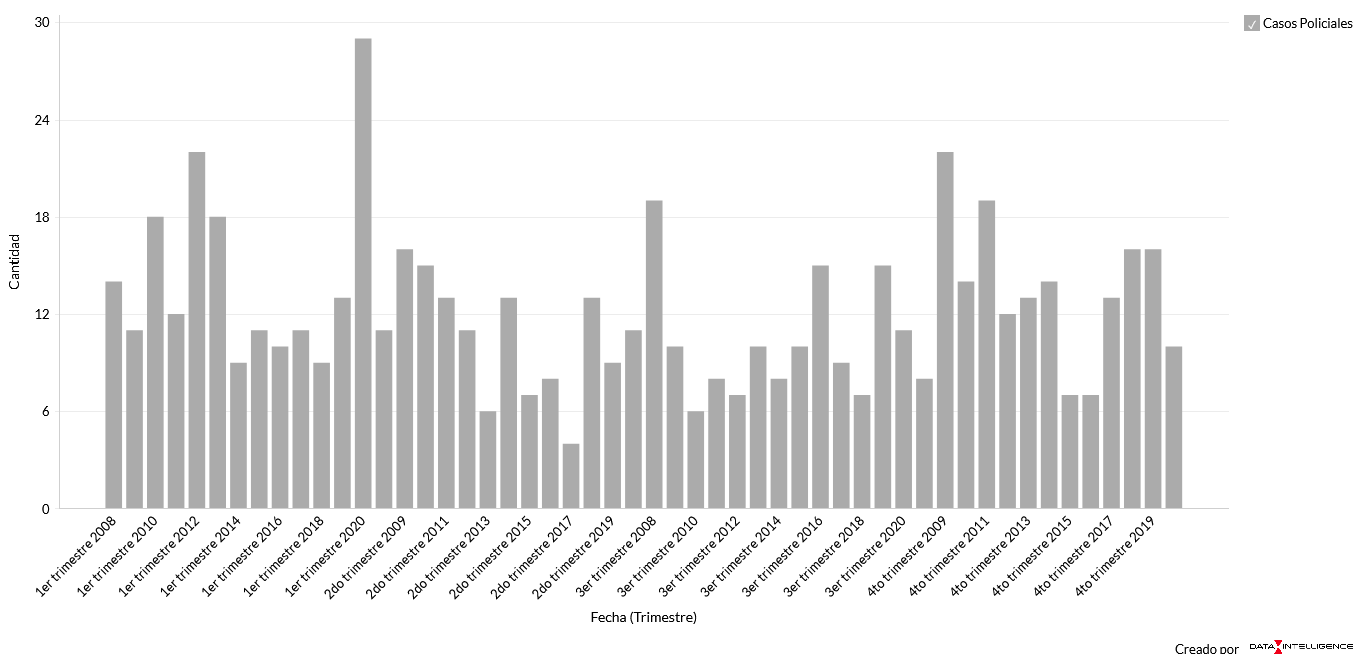 30
24
18
12
6
0
Cantidad
✓ Casos Policiales
1er trimestre 2008
1er trimestre 2010
1er trimestre 2012
1er trimestre 2014
1er trimestre 2016
1er trimestre 2018
1er trimestre 2020
2do trimestre 2009
2do trimestre 2011
2do trimestre 2013
2do trimestre 2015
2do trimestre 2017
2do trimestre 2019
3er trimestre 2008
3er trimestre 2010
3er trimestre 2012
3er trimestre 2014
3er trimestre 2016
3er trimestre 2018
3er trimestre 2020
4to trimestre 2009
4to trimestre 2011
4to trimestre 2013
4to trimestre 2015
4to trimestre 2017
4to trimestre 2019
Fecha (Trimestre)
Creado por DATA INTELLIGENCE